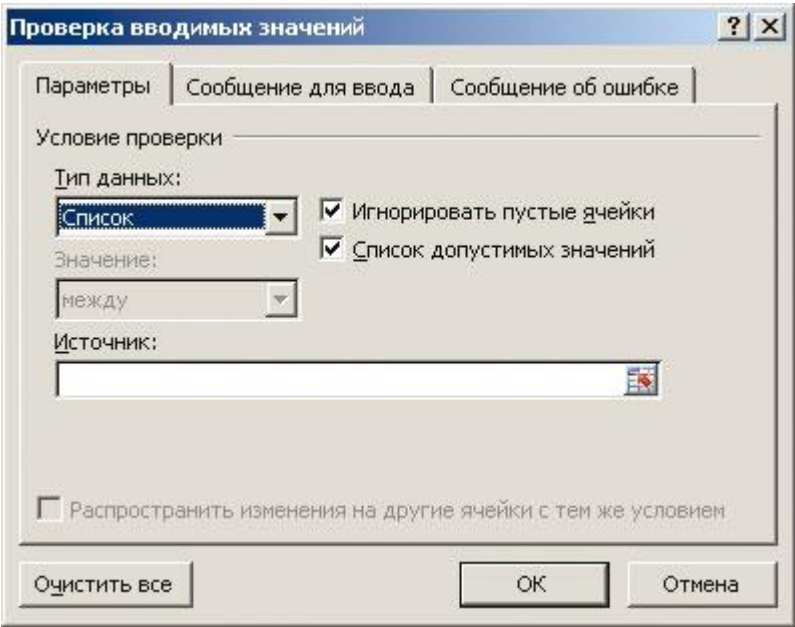 Проверка вводимых значений
Параметры Сообщение для ввода Сообщение об ошибке
Условие проверки
Тип данных:
Список
Игнорировать пустые ячейки
Список допустимых значений
Значение:
между
Источник:
Распространить изменения на другие ячейки с тем же условием
Очистить все ОК Отмена